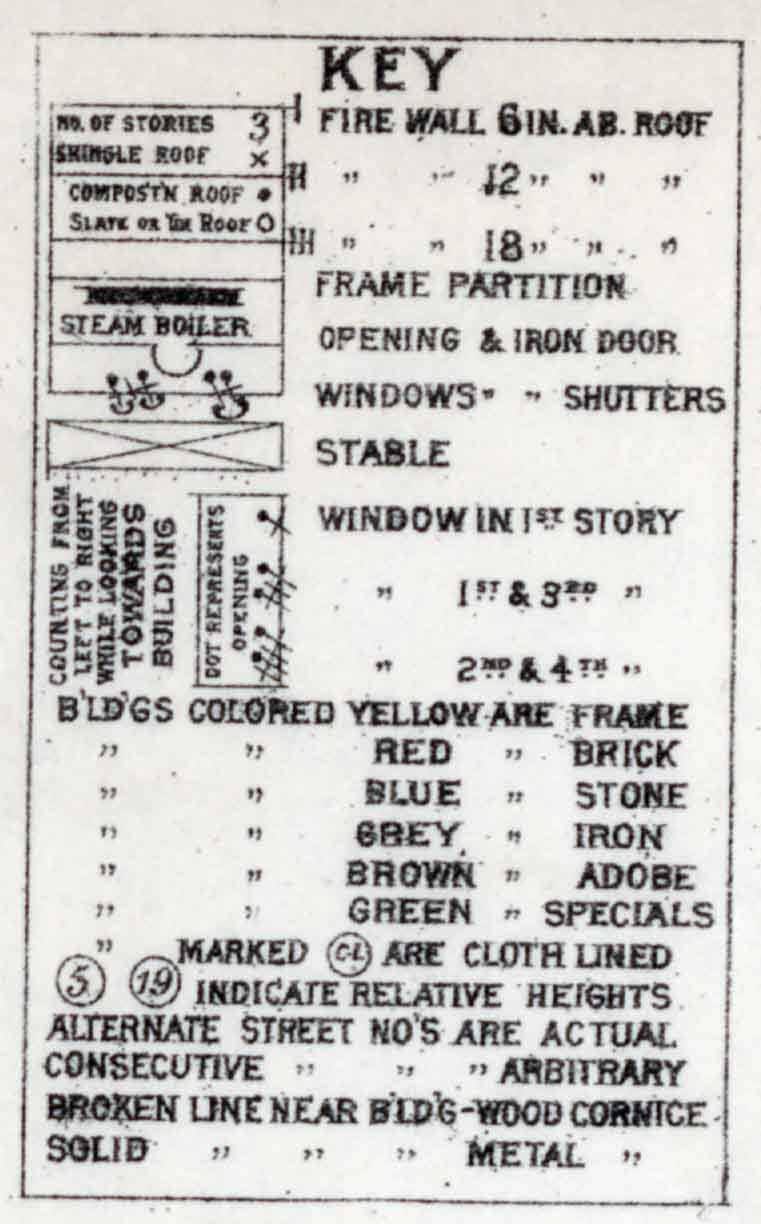 KEY
NO. OF STORIES 3
SHINGLE ROOF ×
COMPOST'N ROOF •
SLATE OR TIN ROOF O
STEAM BOILER
FIRE WALL 6 IN. AB. ROOF
" " 12 " " "
" " 18 " " "
FRAME PARTITION
OPENING & IRON DOOR
WINDOWS " " SHUTTERS
STABLE
COUNTING FROM
LEFT TO RIGHT
WHILE LOOKING
TOWARDS
BUILDING
DOT REPRESENTS
OPENING
WINDOW IN 1ST STORY
" 1ST & 3RD "
" 2ND & 4TH "
B'LD'GS COLORED YELLOW ARE FRAME
" " RED " BRICK
" " BLUE " STONE
" " GREY " IRON
" " BROWN " ADOBE
" " GREEN " SPECIALS
" MARKED C-L ARE CLOTH LINED
5 19 INDICATE RELATIVE HEIGHTS
ALTERNATE STREET NO'S ARE ACTUAL
CONSECUTIVE " " " ARBITRARY
BROKEN LINE NEAR B'LD'G-WOOD CORNICE
SOLID " " " METAL "